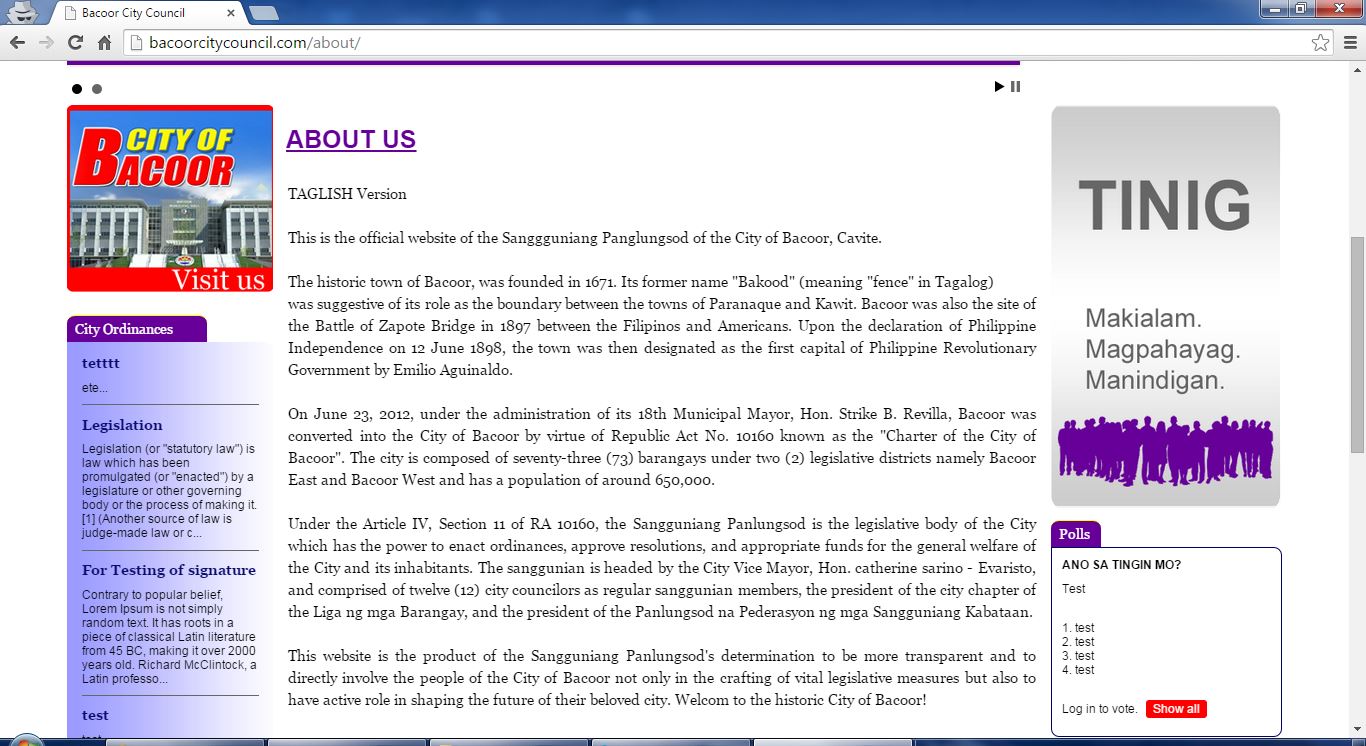 Bacoor City Council
bacoorcitycouncil.com/about/
CITY OF
BACOOR
Visit us
City Ordinances
tetttt
ete...
Legislation
Legislation (or "statutory law") is
law which has been
promulgated (or "enacted") by a
legislature or other governing
body or the process of making it.
[1] (Another source of law is
judge-made law or c...
For Testing of signature
Contrary to popular belief,
Lorem Ipsum is not simply
random text. It has roots in a
piece of classical Latin literature
from 45 BC, making it over 2000
years old. Richard McClintock, a
Latin professo...
test
ABOUT US
TAGLISH Version
This is the official website of the Sanggguniang Panglungsod of the City of Bacoor, Cavite.
The historic town of Bacoor, was founded in 1671. Its former name "Bakood" (meaning "fence" in Tagalog)
was suggestive of its role as the boundary between the towns of Paranaque and Kawit. Bacoor was also the site of
the Battle of Zapote Bridge in 1897 between the Filipinos and Americans. Upon the declaration of Philippine
Independence on 12 June 1898, the town was then designated as the first capital of Philippine Revolutionary
Government by Emilio Aguinaldo.
On June 23, 2012, under the administration of its 18th Municipal Mayor, Hon. Strike B. Revilla, Bacoor was
converted into the City of Bacoor by virtue of Republic Act No. 10160 known as the "Charter of the City of
Bacoor". The city is composed of seventy-three (73) barangays under two (2) legislative districts namely Bacoor
East and Bacoor West and has a population of around 650,000.
Under the Article IV, Section 11 of RA 10160, the Sangguniang Panlungsod is the legislative body of the City
which has the power to enact ordinances, approve resolutions, and appropriate funds for the general welfare of
the City and its inhabitants. The sanggunian is headed by the City Vice Mayor, Hon. catherine sarino - Evaristo,
and comprised of twelve (12) city councilors as regular sanggunian members, the president of the city chapter of
the Liga ng mga Barangay, and the president of the Panlungsod na Pederasyon ng mga Sangguniang Kabataan.
This website is the product of the Sangguniang Panlungsod's determination to be more transparent and to
directly involve the people of the City of Bacoor not only in the crafting of vital legislative measures but also to
have active role in shaping the future of their beloved city. Welcom to the historic City of Bacoor!
TINIG
Makialam.
Magpahayag.
Manindigan.
Polls
ANO SA TINGIN MO?
Test
1. test
2. test
3. test
4. test
Log in to vote. Show all